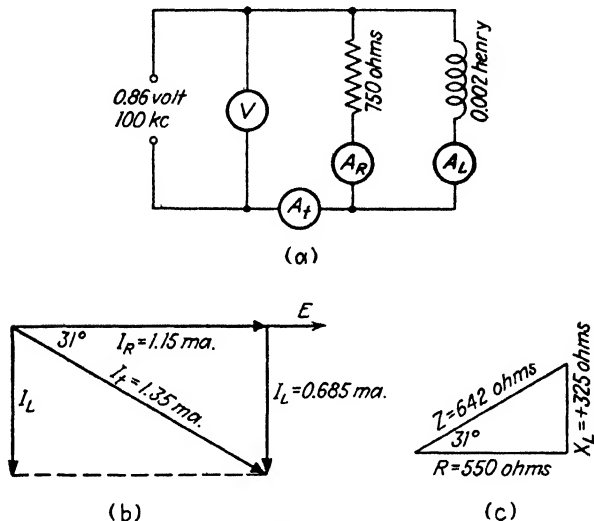 0.86 volt
100 kc
V
750 ohms
0.002 henry
A_R
A_L
A_t
(a)
E
31°
I_R=1.15 ma.
I_t=1.35 ma.
I_L
I_L=0.685 ma.
(b)
Z=642 ohms
31°
R=550 ohms
X_L=+325 ohms
(c)